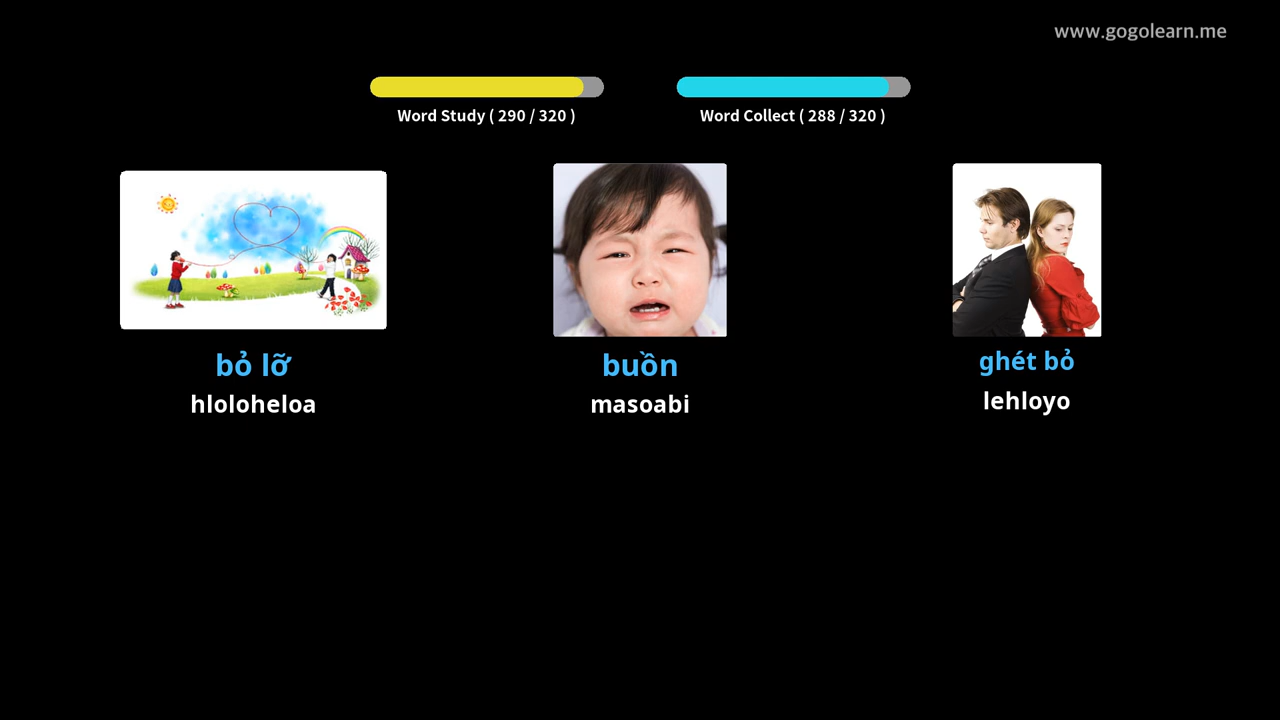 www.gogolearn.me
Word Study ( 290 / 320 )
Word Collect ( 288 / 320 )
bỏ lỡ
hloloheloa
buồn
masoabi
ghét bỏ
lehloyo